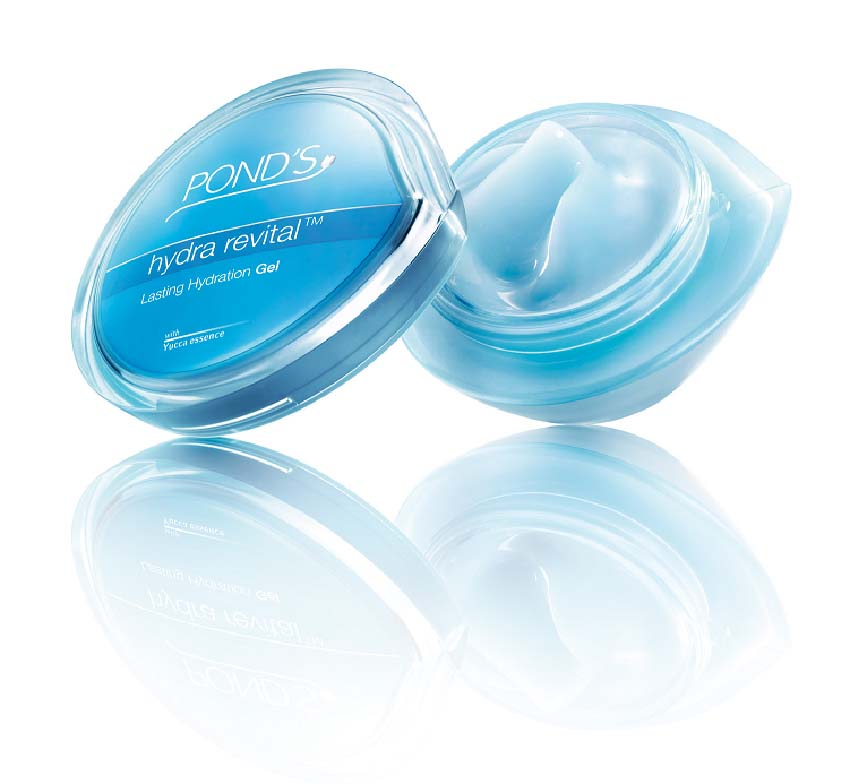 POND'S
hydra revital™
Lasting Hydration Gel
with
Yucca essence